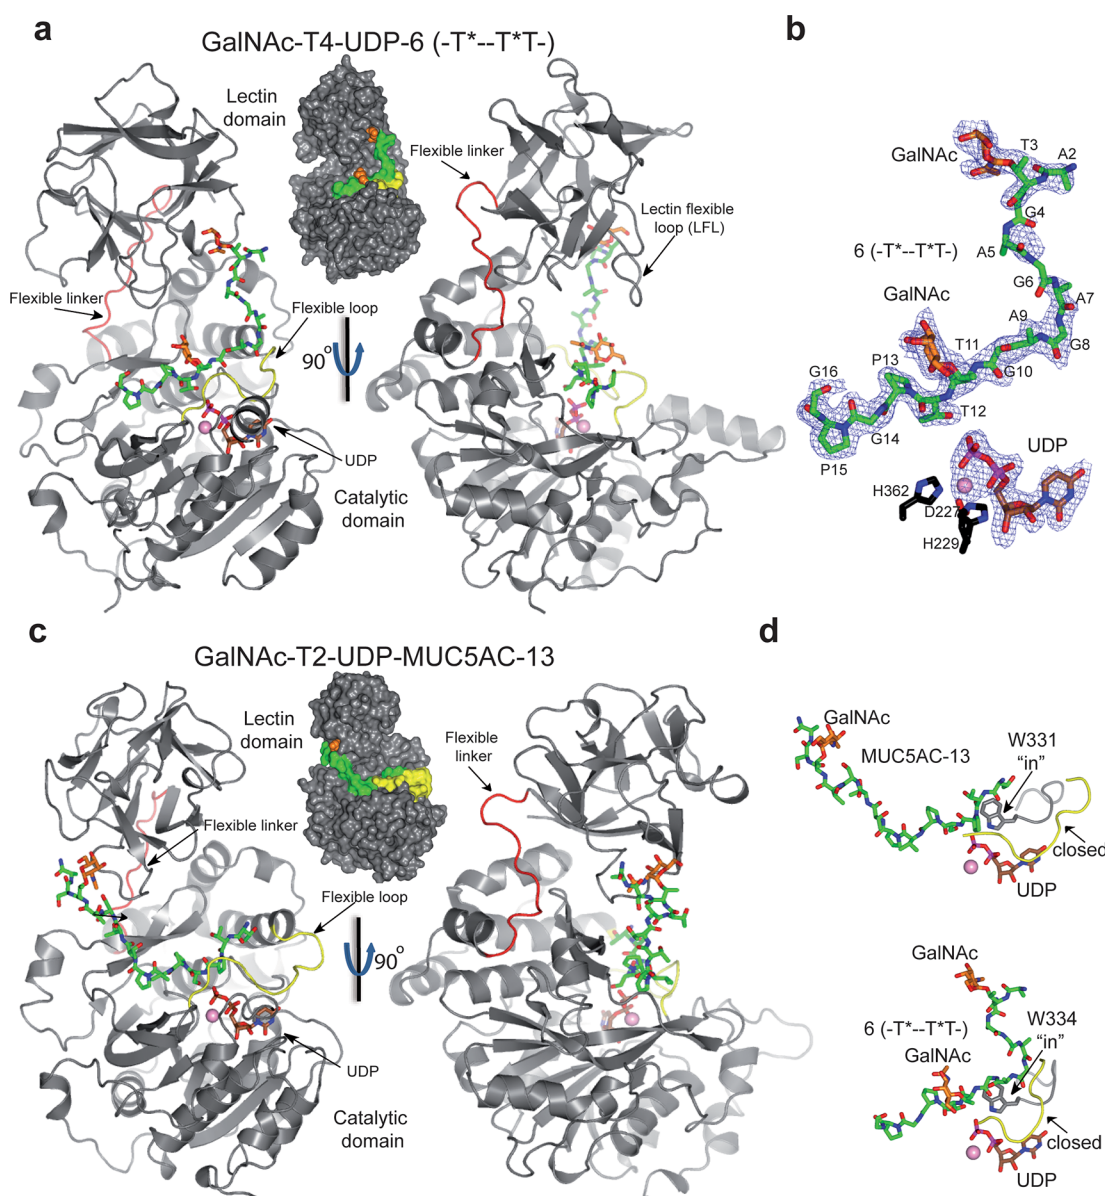 a
GalNAc-T4-UDP-6 (-T*--T*T-)
Lectin
domain
Flexible linker
Lectin flexible
loop (LFL)
Flexible linker
Flexible loop
90°
UDP
Catalytic
domain
b
GalNAc
T3
A2
G4
6 (-T*--T*T-)
A5
G6
A7
GalNAc
A9
G8
T11
P13
G10
G16
T12
G14
P15
UDP
H362
D227
H229
c
GalNAc-T2-UDP-MUC5AC-13
Lectin
domain
Flexible
linker
Flexible linker
Flexible loop
90°
UDP
Catalytic
domain
d
GalNAc
MUC5AC-13
W331
“in”
closed
UDP
GalNAc
6 (-T*--T*T-)
W334
GalNAc
“in”
closed
UDP